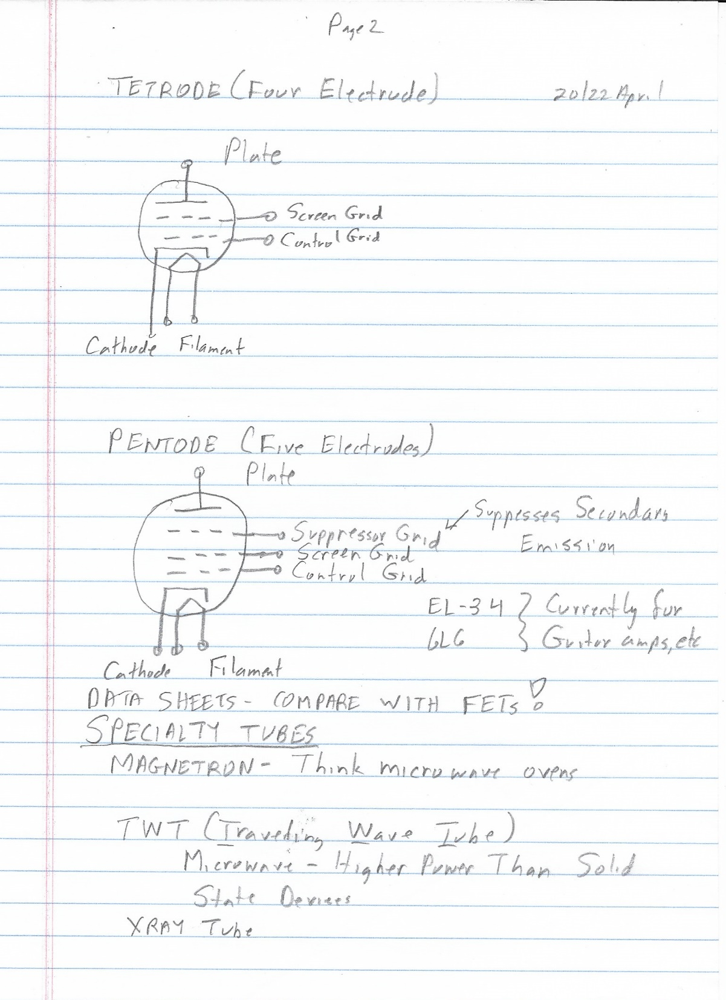 Page 2
TETRODE (Four Electrode) 20/22 April
Plate
Screen Grid
Control Grid
Cathode Filament
PENTODE (Five Electrodes)
Plate
Suppressor Grid Suppesses Secondary
Emission
Screen Grid
Control Grid
EL-34 } Currently for
6L6 } Guitar amps, etc
Cathode Filament
DATA SHEETS - COMPARE WITH FETs!
SPECIALTY TUBES
MAGNETRON - Think microwave ovens
TWT (Traveling Wave Tube)
Microwave - Higher Power Than Solid
State Devices
XRAY Tube